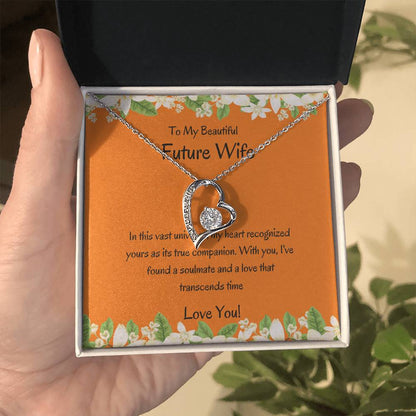 To My Beautiful
Future Wife
In this vast my heart recognized
yours as its true companion. With you, I've
found a soulmate and a love that
transcends time
Love You!